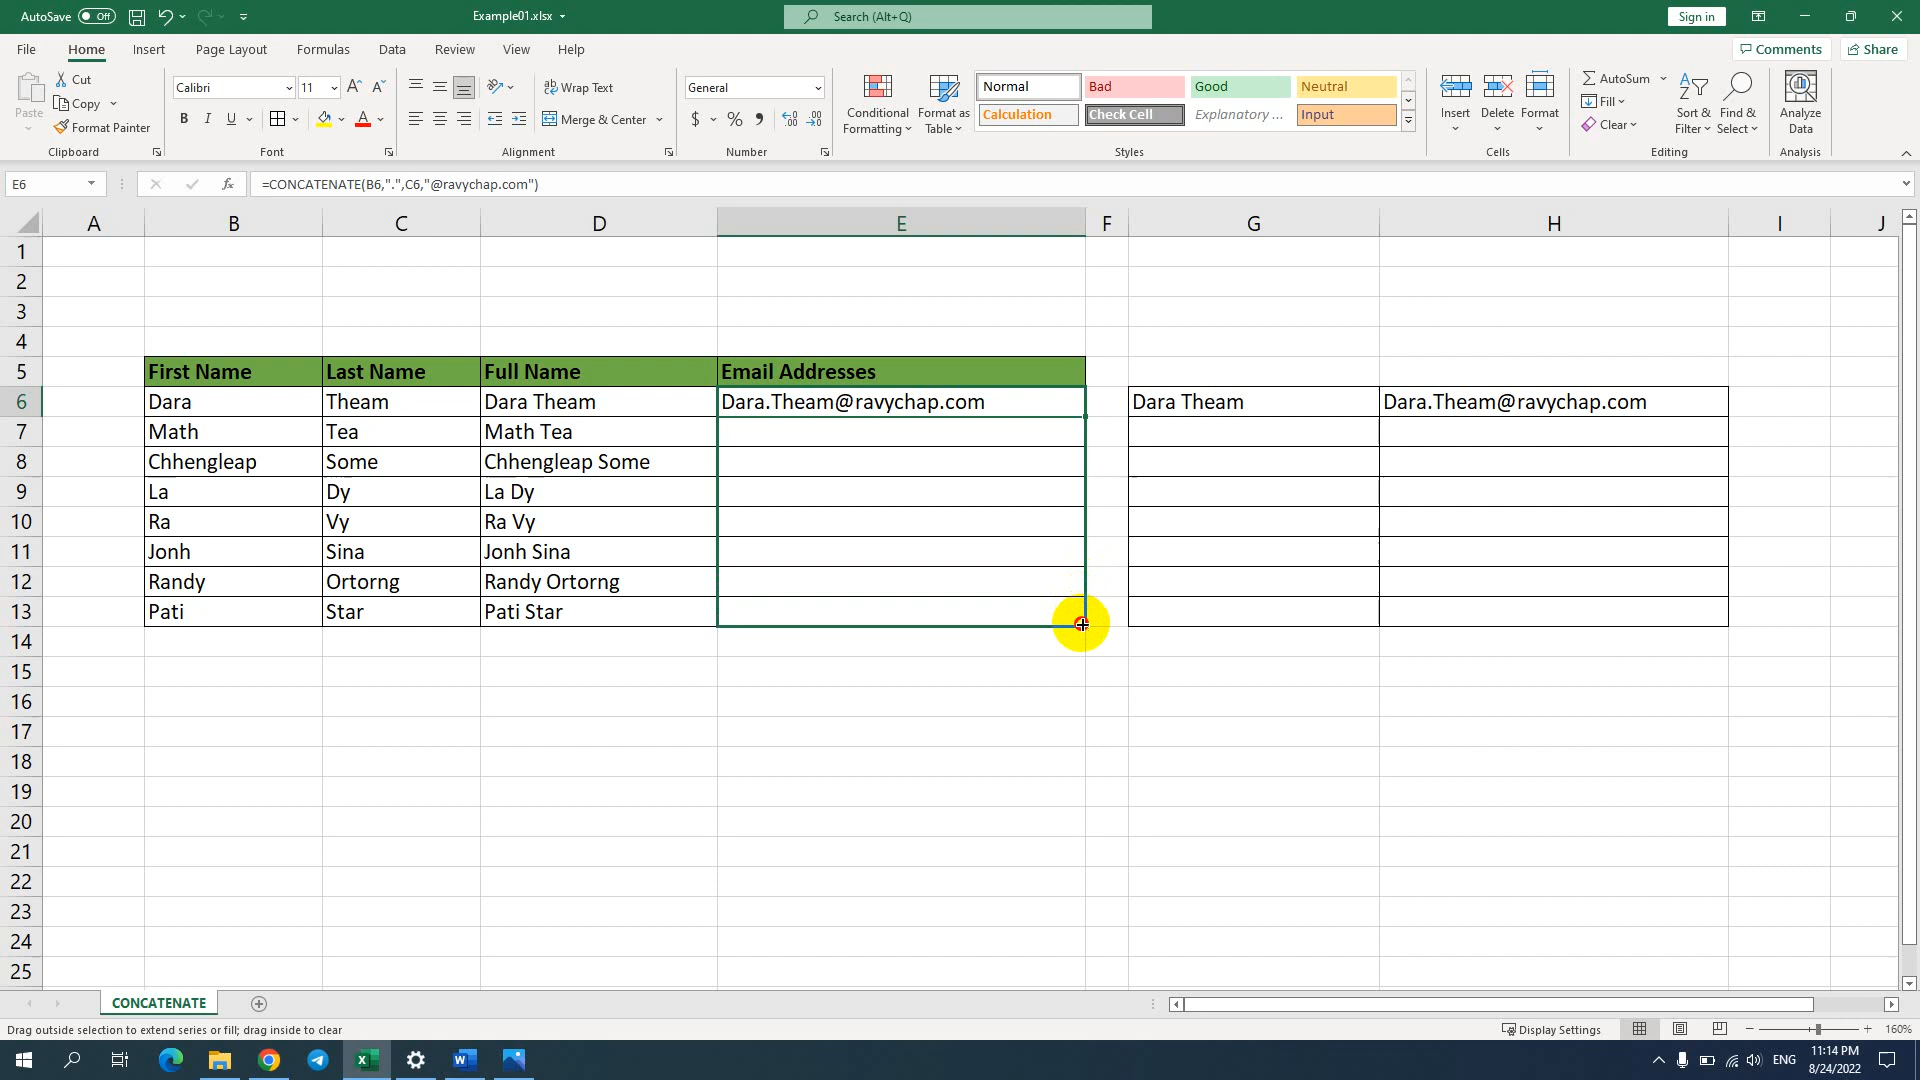 AutoSave Off Example01.xlsx Search (Alt+Q) Sign in
File Home Insert Page Layout Formulas Data Review View Help Comments Share
Paste Cut Copy Format Painter
Calibri 11 Wrap Text General Normal Bad Good Neutral
B I U Merge & Center $ % Calculation Check Cell Explanatory ... Input
Conditional Formatting Format as Table Insert Delete Format AutoSum Fill Clear Sort & Filter Find & Select Analyze Data
Clipboard Font Alignment Number Styles Cells Editing Analysis
E6 fx =CONCATENATE(B6,".",C6,"@ravychap.com")
A B C D E F G H I J
1
2
3
4
5 First Name Last Name Full Name Email Addresses
6 Dara Theam Dara Theam Dara.Theam@ravychap.com Dara Theam Dara.Theam@ravychap.com
7 Math Tea Math Tea
8 Chhengleap Some Chhengleap Some
9 La Dy La Dy
10 Ra Vy Ra Vy
11 Jonh Sina Jonh Sina
12 Randy Ortorng Randy Ortorng
13 Pati Star Pati Star
14
15
16
17
18
19
20
21
22
23
24
25
CONCATENATE
Drag outside selection to extend series or fill; drag inside to clear Display Settings 160%
ENG 11:14 PM
8/24/2022